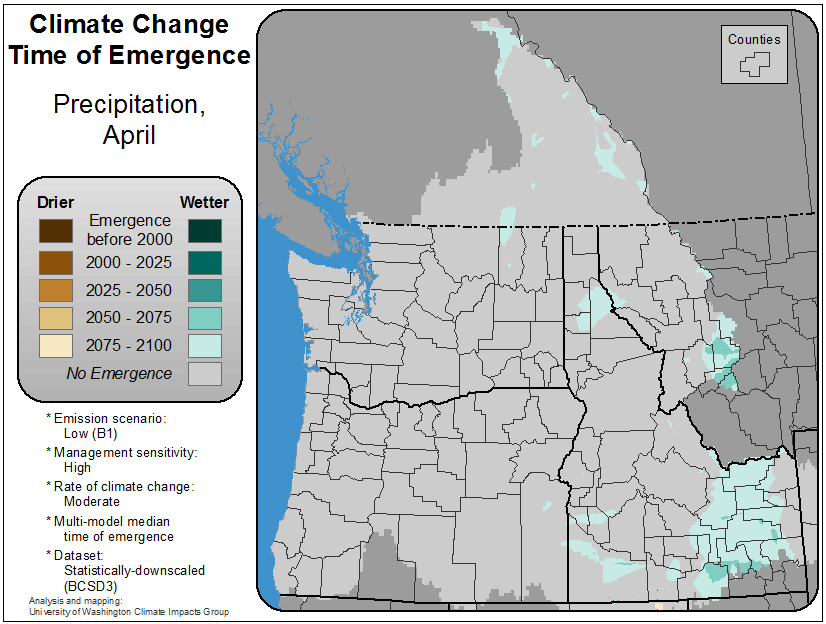 Climate Change
Time of Emergence
Precipitation,
April
Drier
Wetter
Emergence
before 2000
2000 - 2025
2025 - 2050
2050 - 2075
2075 - 2100
No Emergence
* Emission scenario:
Low (B1)
* Management sensitivity:
High
* Rate of climate change:
Moderate
* Multi-model median
time of emergence
* Dataset:
Statistically-downscaled
(BCSD3)
Analysis and mapping:
University of Washington Climate Impacts Group
Counties